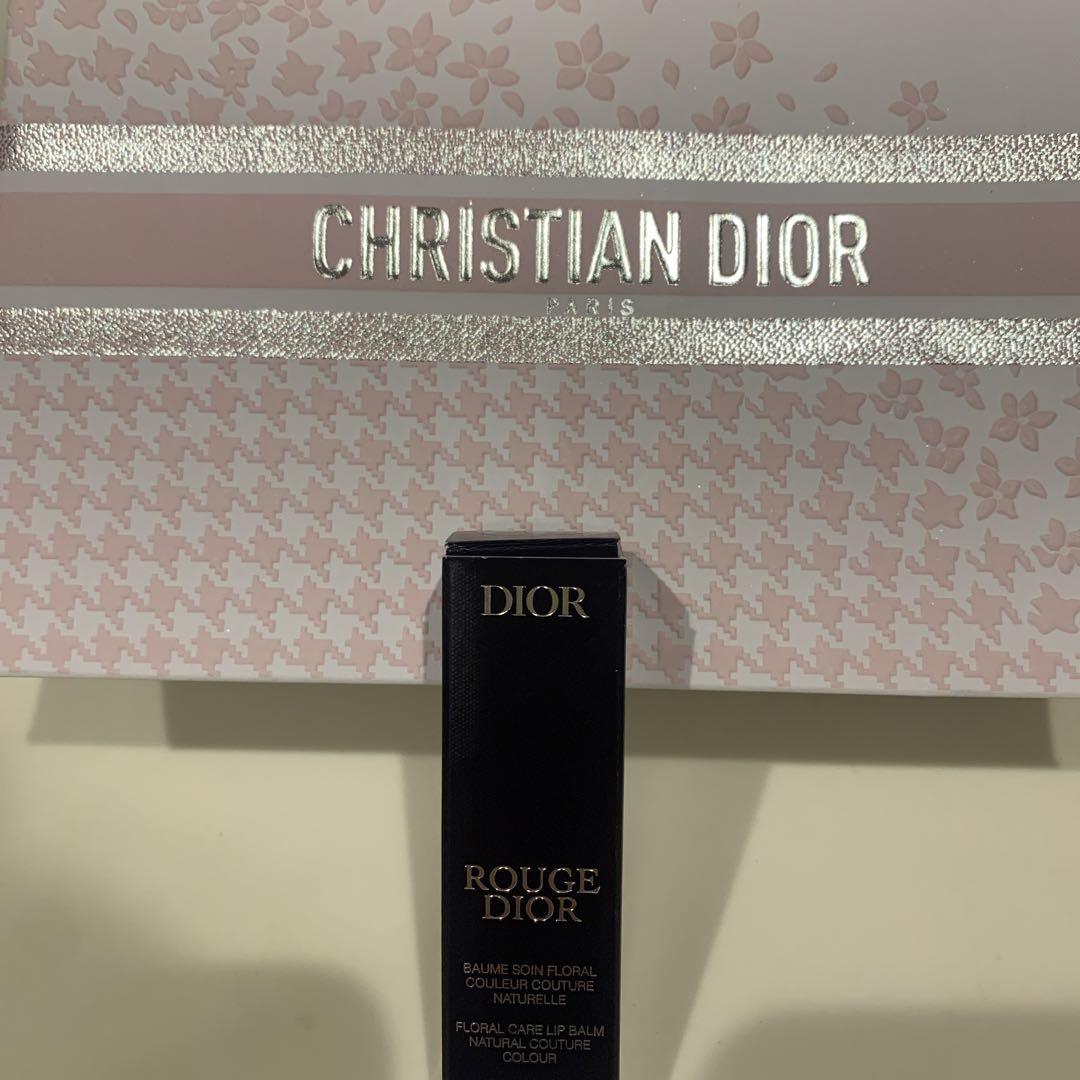 CHRISTIAN DIOR
PARIS
DIOR
ROUGE
DIOR
BAUME SOIN FLORAL
COULEUR COUTURE
NATURELLE
FLORAL CARE LIP BALM
NATURAL COUTURE
COLOUR